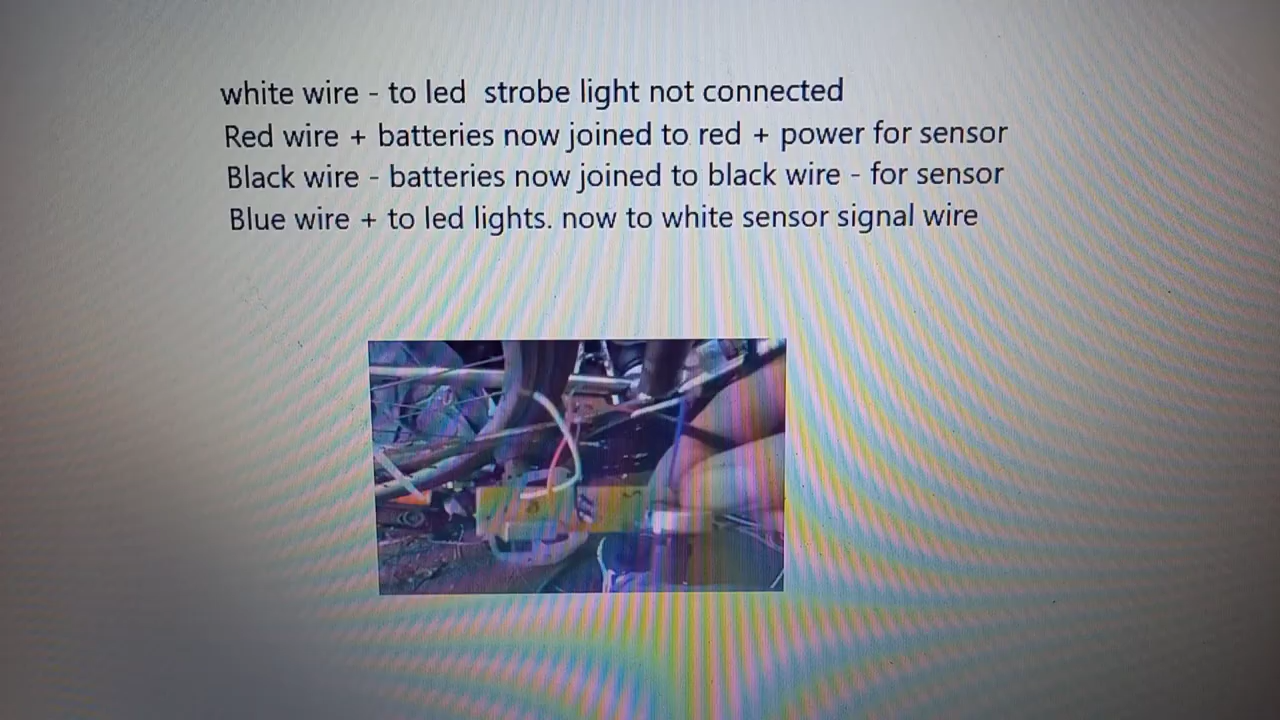 white wire - to led  strobe light not connected
Red wire + batteries now joined to red + power for sensor
Black wire - batteries now joined to black wire - for sensor
Blue wire + to led lights. now to white sensor signal wire